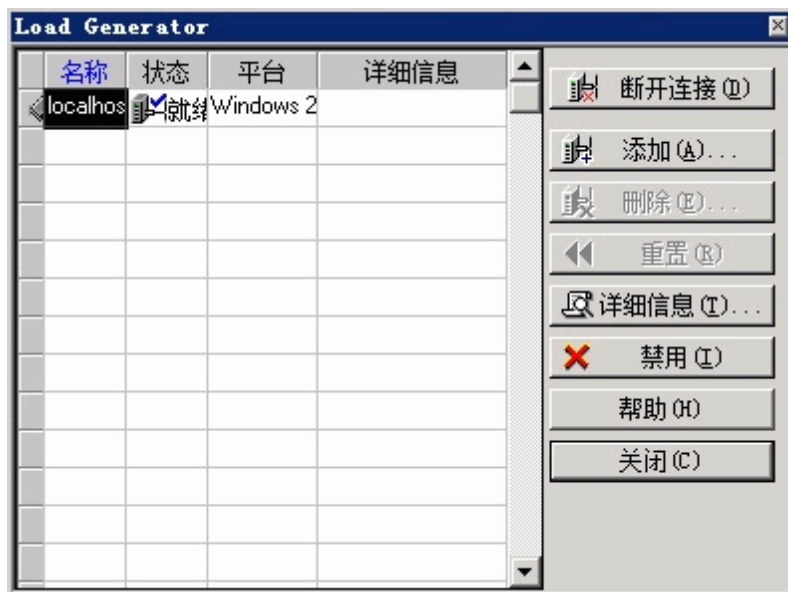 Load Generator
名称 状态 平台 详细信息
localhos 就绪 Windows 2
断开连接(D)
添加(A)...
删除(E)...
重置(R)
详细信息(T)...
禁用(I)
帮助(H)
关闭(C)